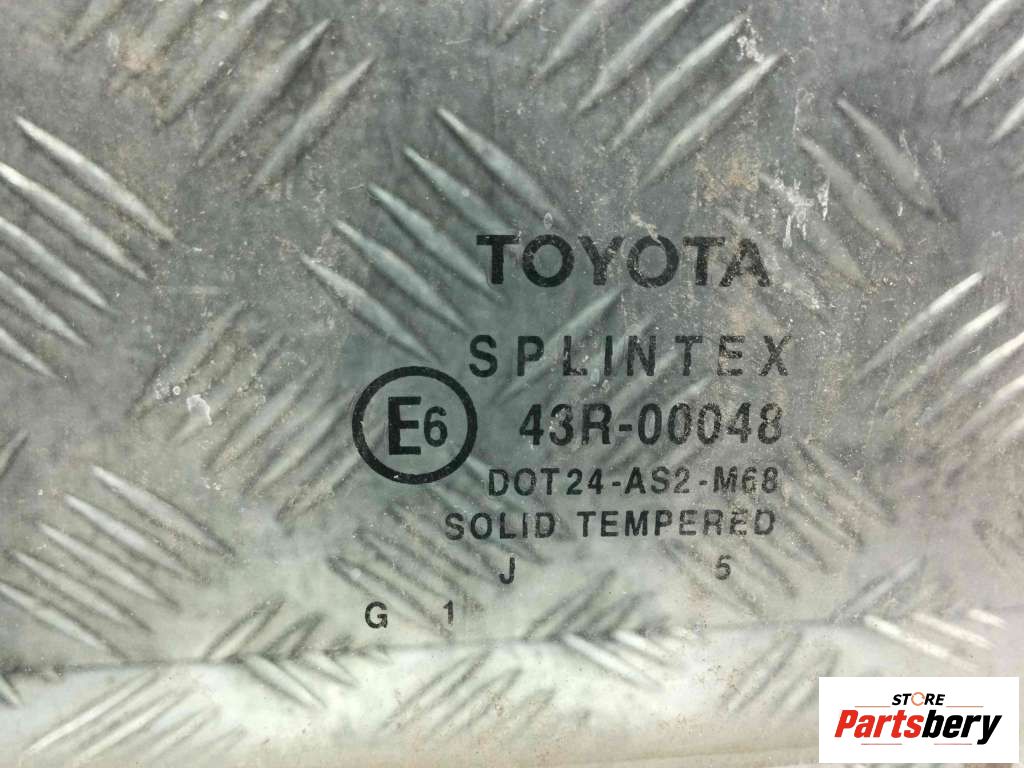 TOYOTA
SPLINTEX
E6 43R-00048
DOT24-AS2-M68
SOLID TEMPERED
J 5
G 1
STORE
Partsbery